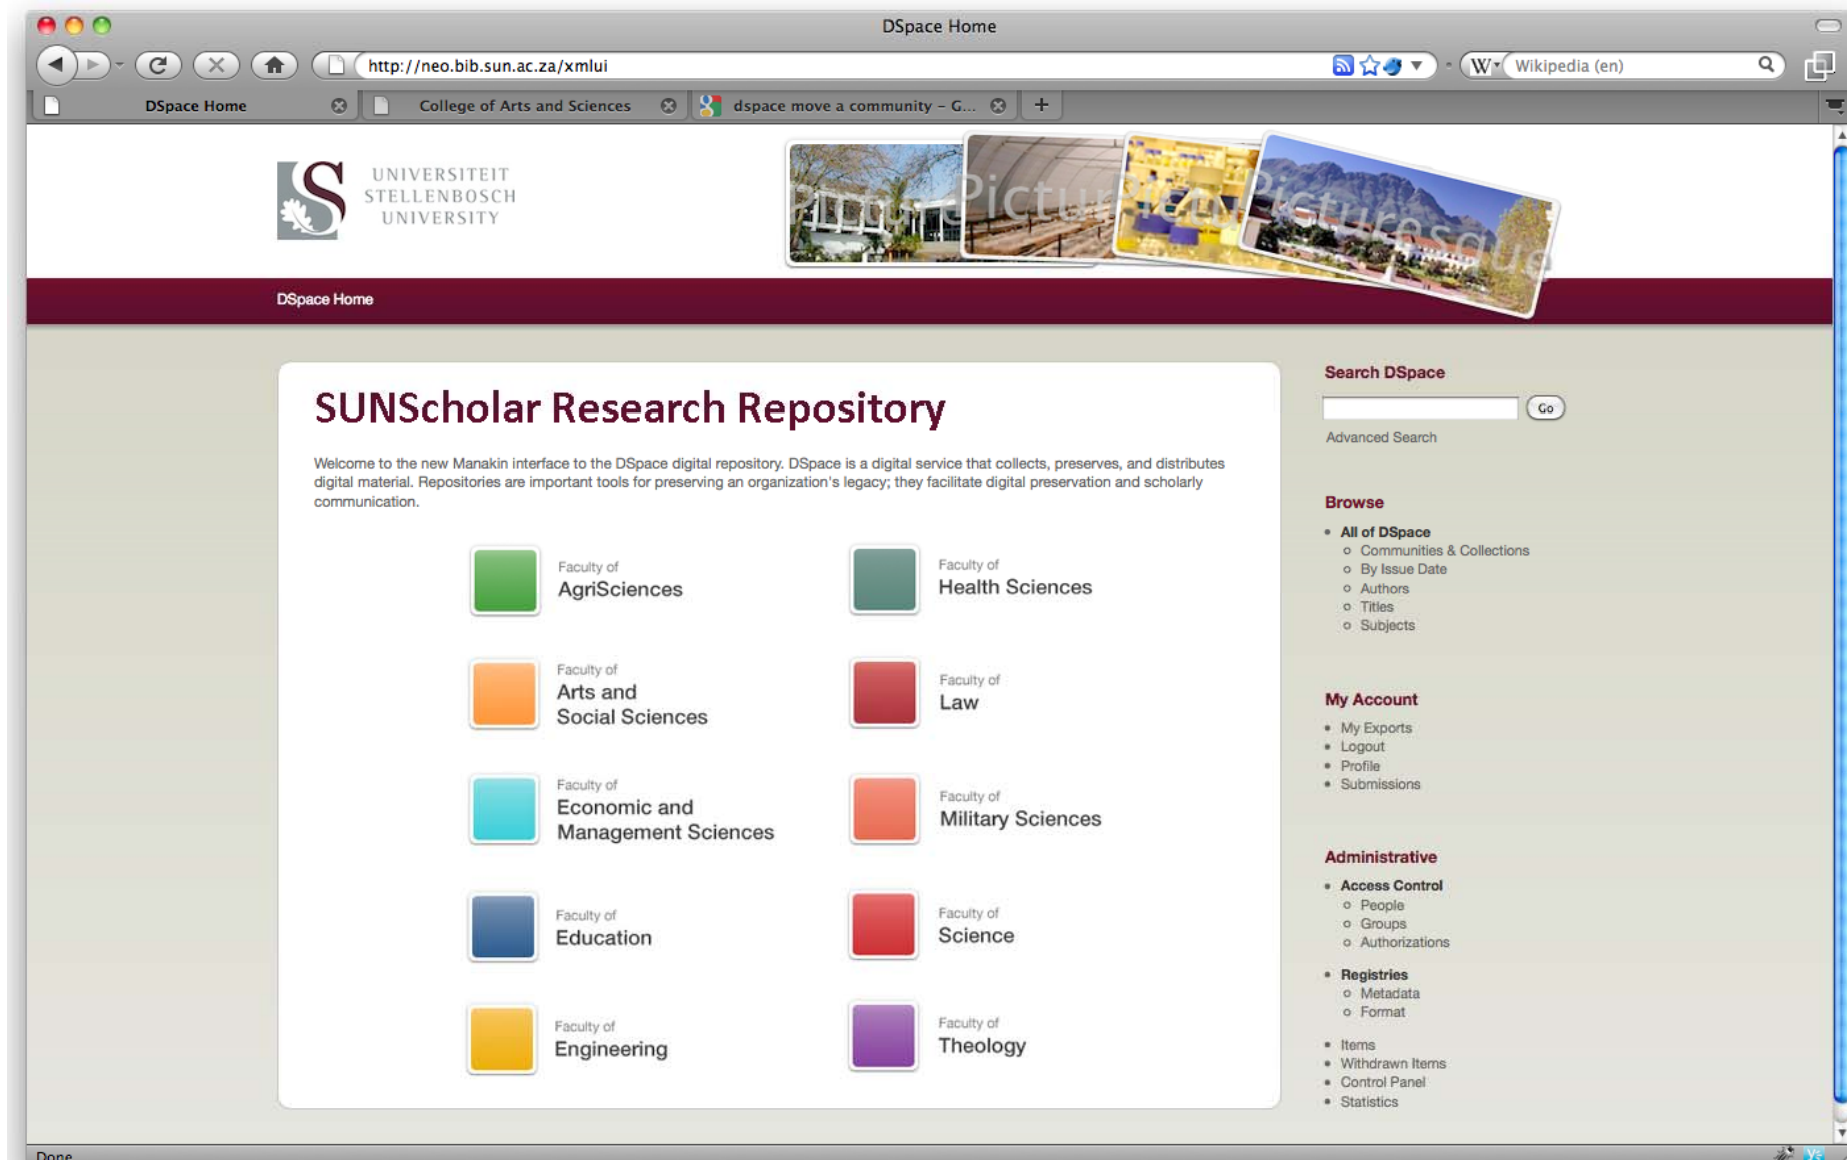 DSpace Home
http://neo.bib.sun.ac.za/xmlui
W
Wikipedia (en)
DSpace Home
College of Arts and Sciences
dspace move a community – G...
UNIVERSITEIT
STELLENBOSCH
UNIVERSITY
Pictur
Pictur
Pictu
Picturesque
DSpace Home
SUNScholar Research Repository
Welcome to the new Manakin interface to the DSpace digital repository. DSpace is a digital service that collects, preserves, and distributes
digital material. Repositories are important tools for preserving an organization's legacy; they facilitate digital preservation and scholarly
communication.
Faculty of
AgriSciences
Faculty of
Arts and
Social Sciences
Faculty of
Economic and
Management Sciences
Faculty of
Education
Faculty of
Engineering
Faculty of
Health Sciences
Faculty of
Law
Faculty of
Military Sciences
Faculty of
Science
Faculty of
Theology
Search DSpace
Go
Advanced Search
Browse
All of DSpace
Communities & Collections
By Issue Date
Authors
Titles
Subjects
My Account
My Exports
Logout
Profile
Submissions
Administrative
Access Control
People
Groups
Authorizations
Registries
Metadata
Format
Items
Withdrawn Items
Control Panel
Statistics
Done